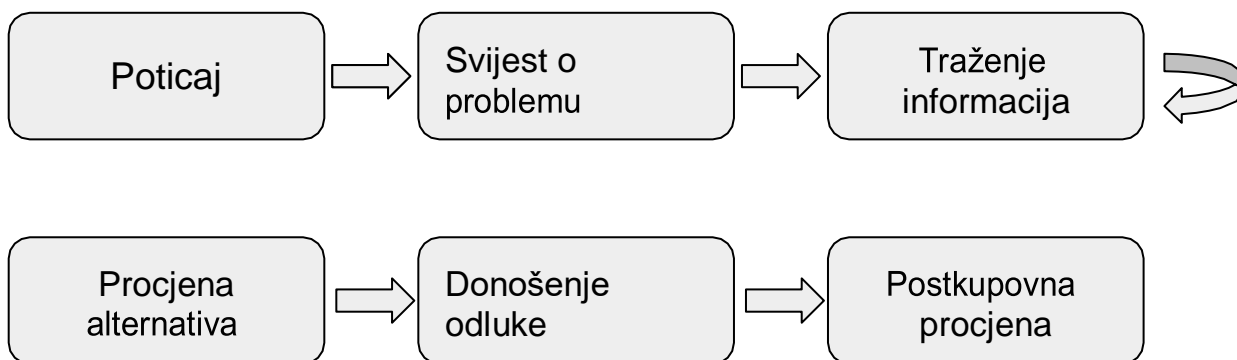 Poticaj
Svijest o
problemu
Traženje
informacija
Procjena
alternativa
Donošenje
odluke
Postkupovna
procjena